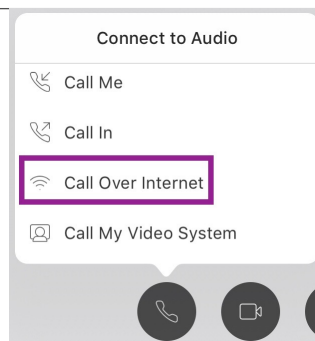 Connect to Audio
Call Me
Call In
Call Over Internet
Call My Video System